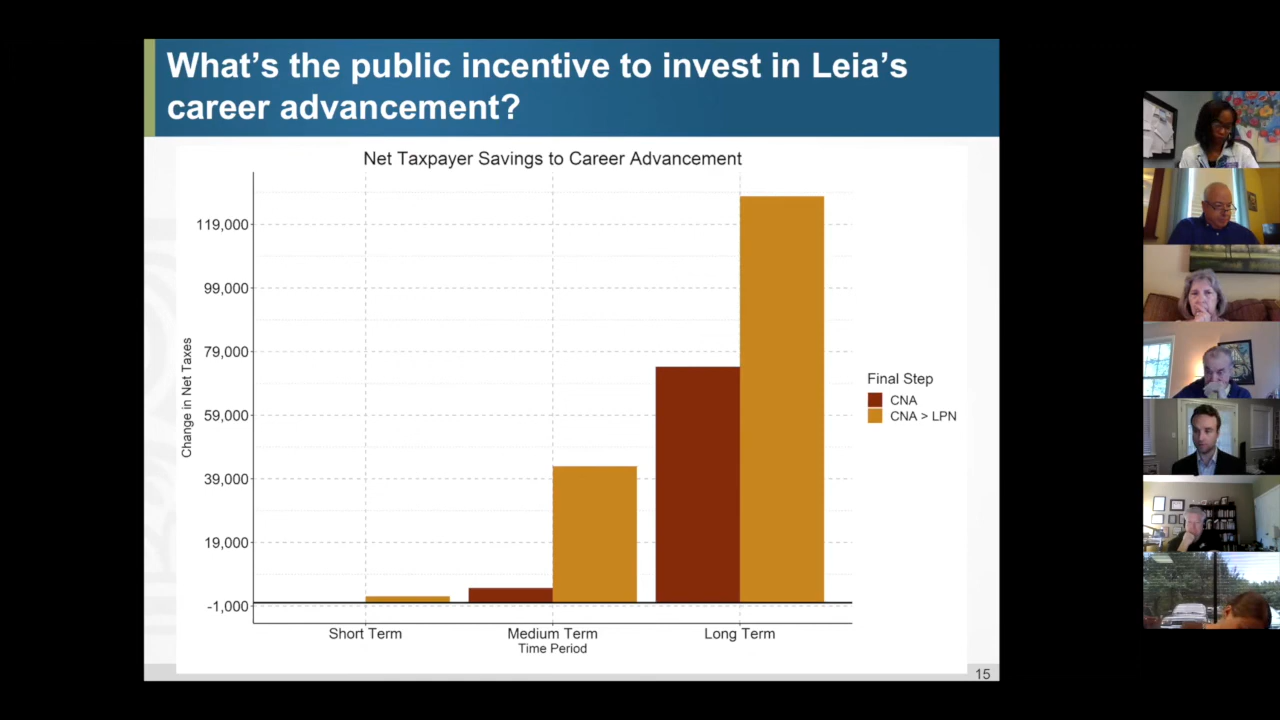 What's the public incentive to invest in Leia's
career advancement?
Net Taxpayer Savings to Career Advancement
Change in Net Taxes
119,000
99,000
79,000
59,000
39,000
19,000
-1,000
Short Term
Medium Term
Long Term
Time Period
Final Step
CNA
CNA > LPN
15